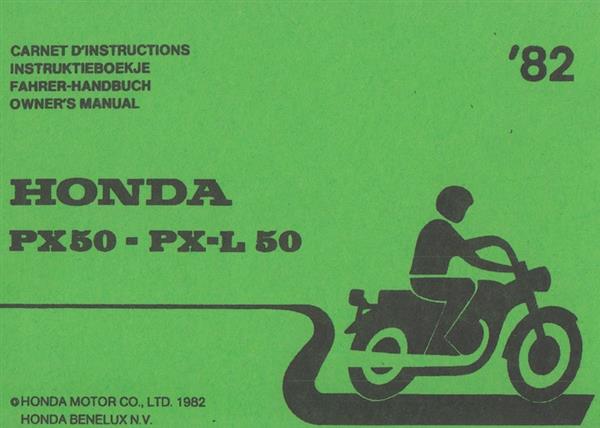 CARNET D'INSTRUCTIONS
INSTRUKTIEBOEKJE
FAHRER-HANDBUCH
OWNER'S MANUAL
'82
HONDA
PX50 - PX-L 50
©HONDA MOTOR CO., LTD. 1982
HONDA BENELUX N.V.